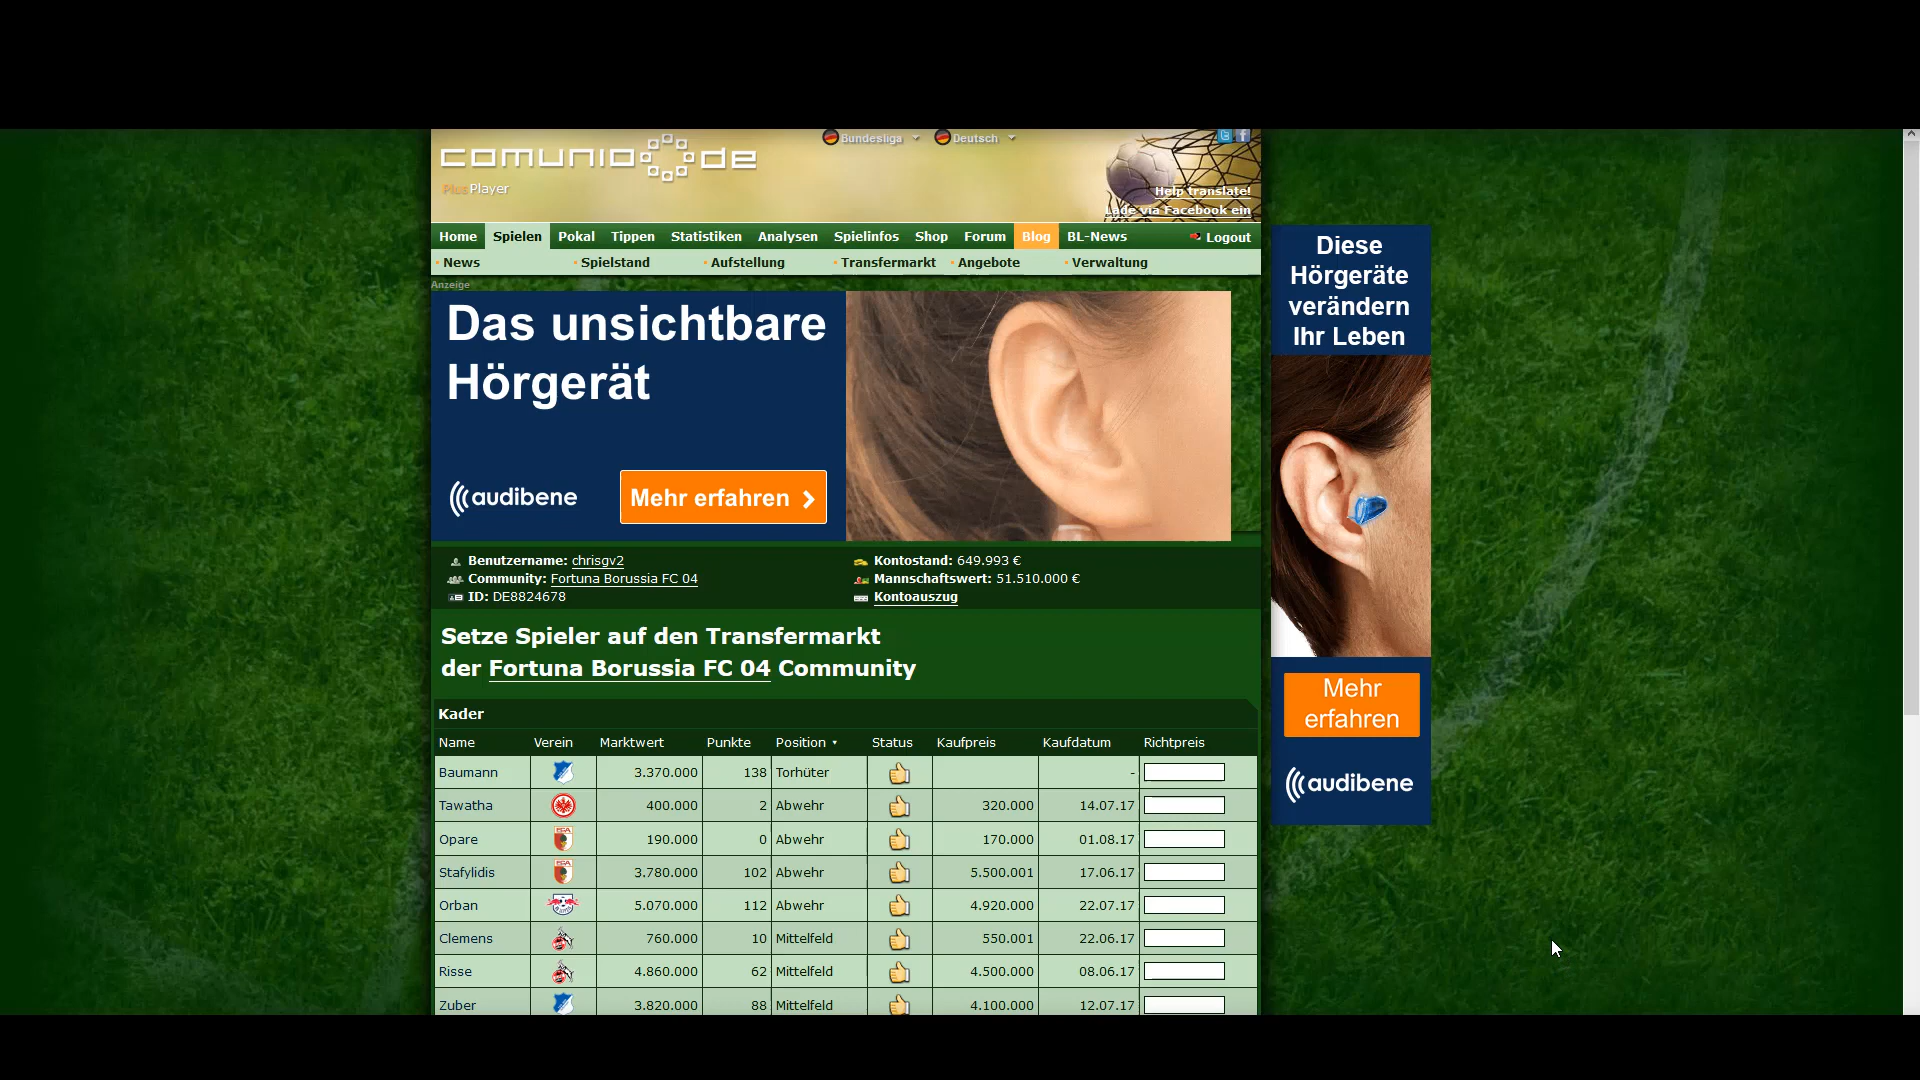 Bundesliga Deutsch
comunio de
PlusPlayer
Help translate!
Lade via Facebook ein
Home Spielen Pokal Tippen Statistiken Analysen Spielinfos Shop Forum Blog BL-News Logout
News Spielstand Aufstellung Transfermarkt Angebote Verwaltung
Anzeige
Das unsichtbare
Hörgerät
audibene
Mehr erfahren
Diese
Hörgeräte
verändern
Ihr Leben
Mehr
erfahren
audibene
Benutzername: chrisgv2 Kontostand: 649.993 €
Community: Fortuna Borussia FC 04 Mannschaftswert: 51.510.000 €
ID: DE8824678 Kontoauszug
Setze Spieler auf den Transfermarkt
der Fortuna Borussia FC 04 Community
Kader
Name Verein Marktwert Punkte Position Status Kaufpreis Kaufdatum Richtpreis
Baumann 3.370.000 138 Torhüter -
Tawatha 400.000 2 Abwehr 320.000 14.07.17
Opare 190.000 0 Abwehr 170.000 01.08.17
Stafylidis 3.780.000 102 Abwehr 5.500.001 17.06.17
Orban 5.070.000 112 Abwehr 4.920.000 22.07.17
Clemens 760.000 10 Mittelfeld 550.001 22.06.17
Risse 4.860.000 62 Mittelfeld 4.500.000 08.06.17
Zuber 3.820.000 88 Mittelfeld 4.100.000 12.07.17